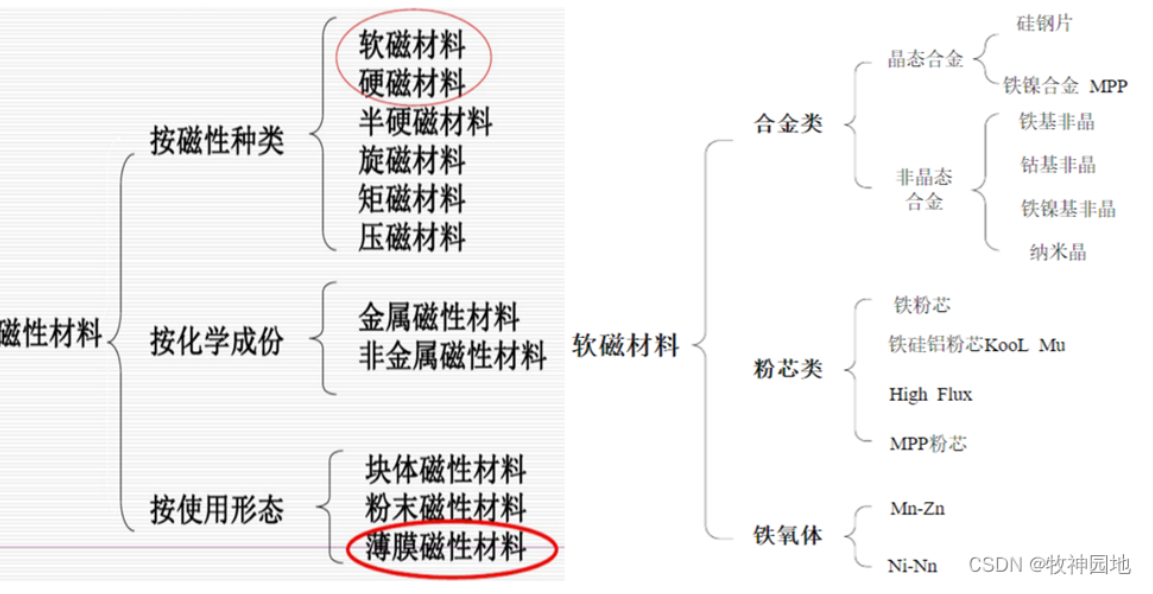 磁性材料
按磁性种类
软磁材料
硬磁材料
半硬磁材料
旋磁材料
矩磁材料
压磁材料
按化学成份
金属磁性材料
非金属磁性材料
按使用形态
块体磁性材料
粉末磁性材料
薄膜磁性材料
软磁材料
合金类
晶态合金
硅钢片
铁镍合金 MPP
非晶态
合金
铁基非晶
钴基非晶
铁镍基非晶
纳米晶
粉芯类
铁粉芯
铁硅铝粉芯KooL Mu
High Flux
MPP粉芯
铁氧体
Mn-Zn
Ni-Nn
CSDN @牧神园地